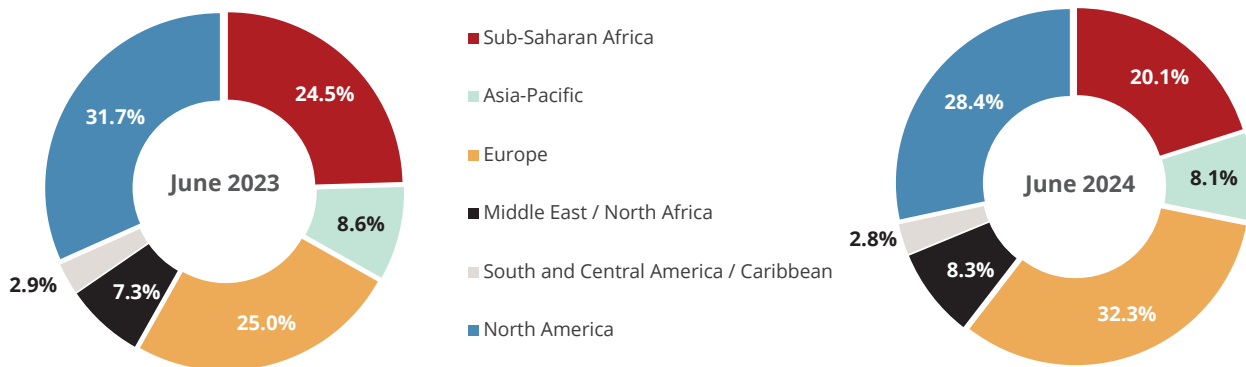 24.5%
8.6%
25.0%
7.3%
2.9%
31.7%
June 2023
Sub-Saharan Africa
Asia-Pacific
Europe
Middle East / North Africa
South and Central America / Caribbean
North America
20.1%
8.1%
32.3%
8.3%
2.8%
28.4%
June 2024